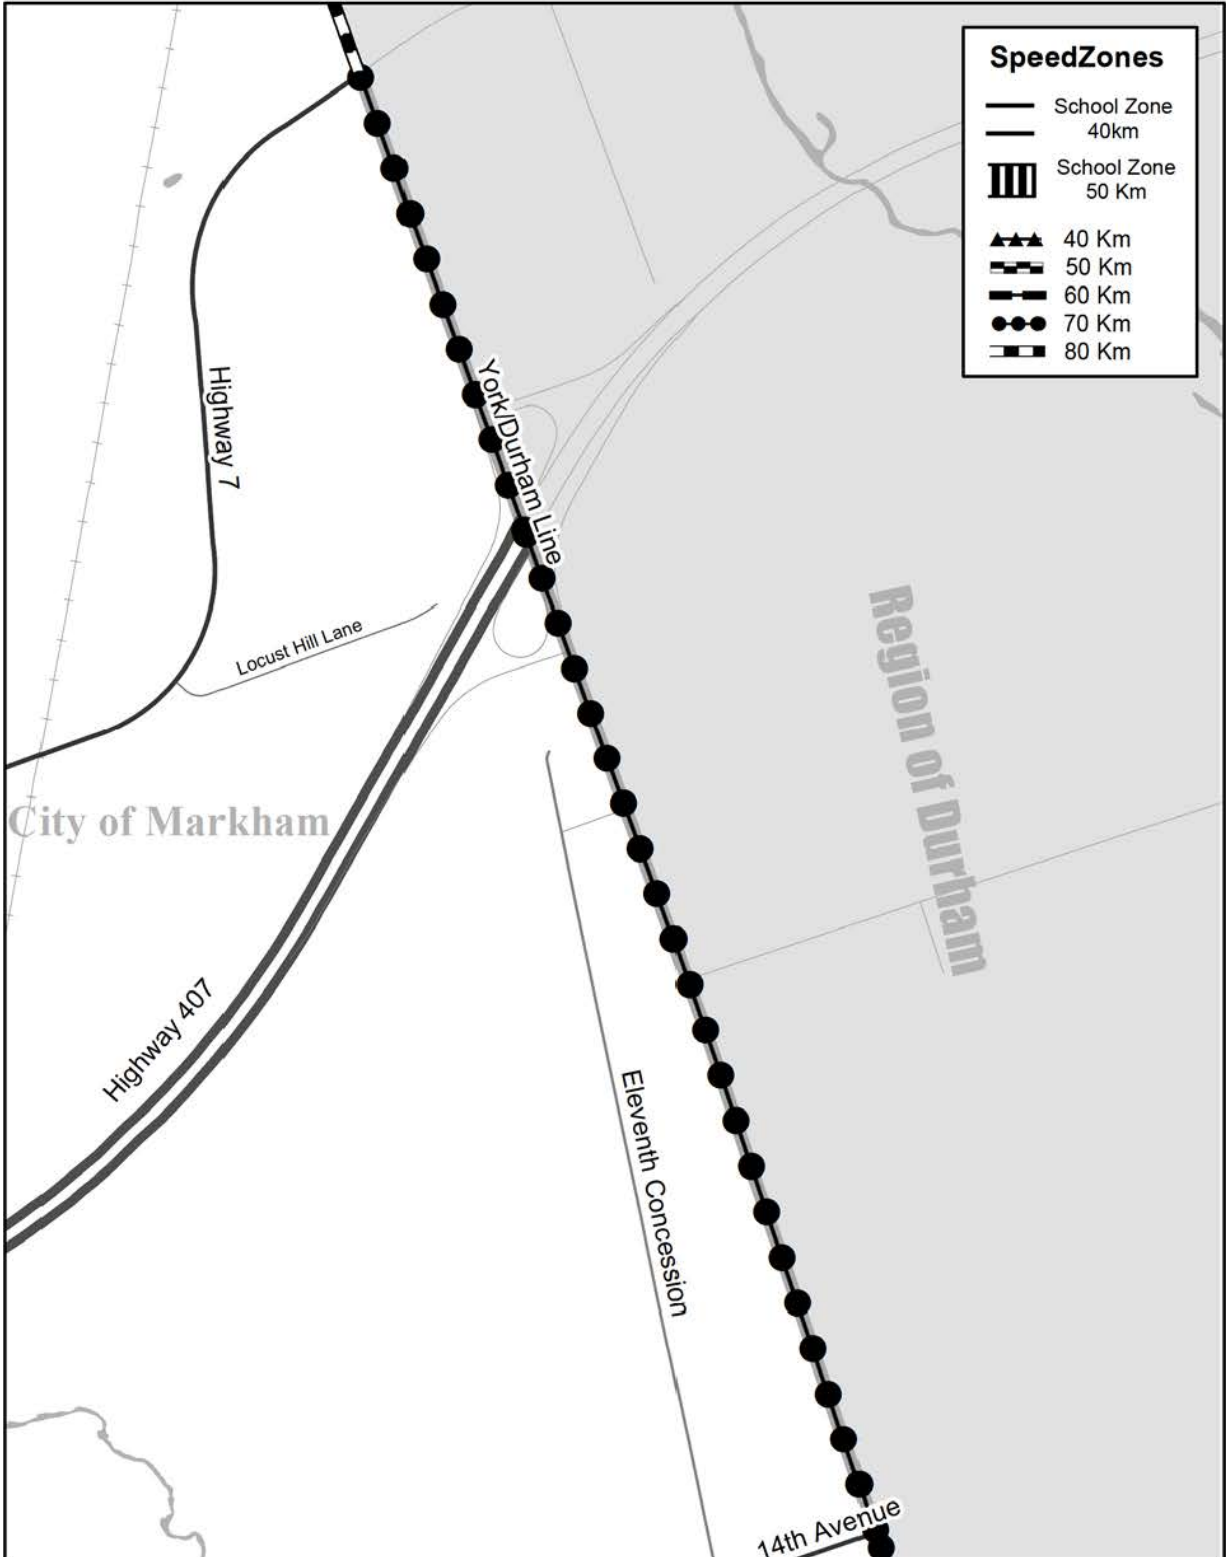 SpeedZones
School Zone
40km
School Zone
50 Km
40 Km
50 Km
60 Km
70 Km
80 Km
Highway 7
York/Durham Line
Locust Hill Lane
Region of Durham
City of Markham
Highway 407
Eleventh Concession
14th Avenue